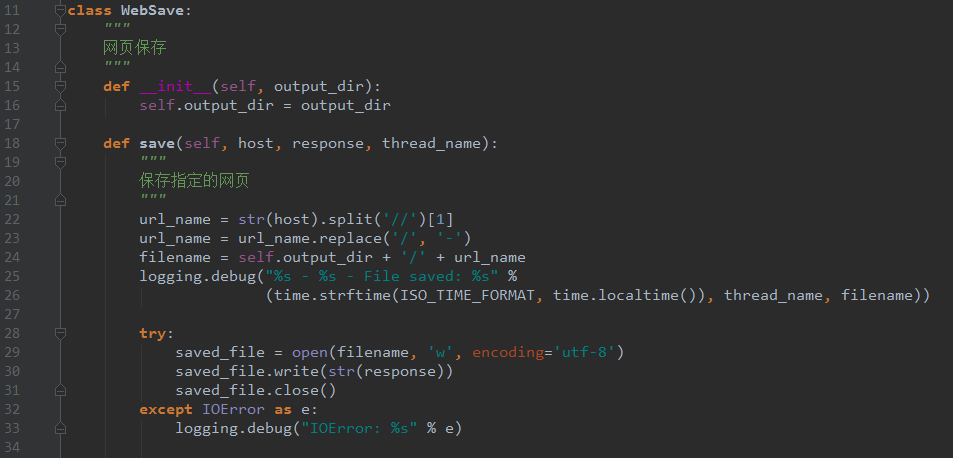 11 class WebSave:
12     """
13     网页保存
14     """
15     def __init__(self, output_dir):
16         self.output_dir = output_dir
17
18     def save(self, host, response, thread_name):
19         """
20         保存指定的网页
21         """
22         url_name = str(host).split('//')[1]
23         url_name = url_name.replace('/', '-')
24         filename = self.output_dir + '/' + url_name
25         logging.debug("%s - %s - File saved: %s" %
26                       (time.strftime(ISO_TIME_FORMAT, time.localtime()), thread_name, filename))
27
28         try:
29             saved_file = open(filename, 'w', encoding='utf-8')
30             saved_file.write(str(response))
31             saved_file.close()
32         except IOError as e:
33             logging.debug("IOError: %s" % e)
34